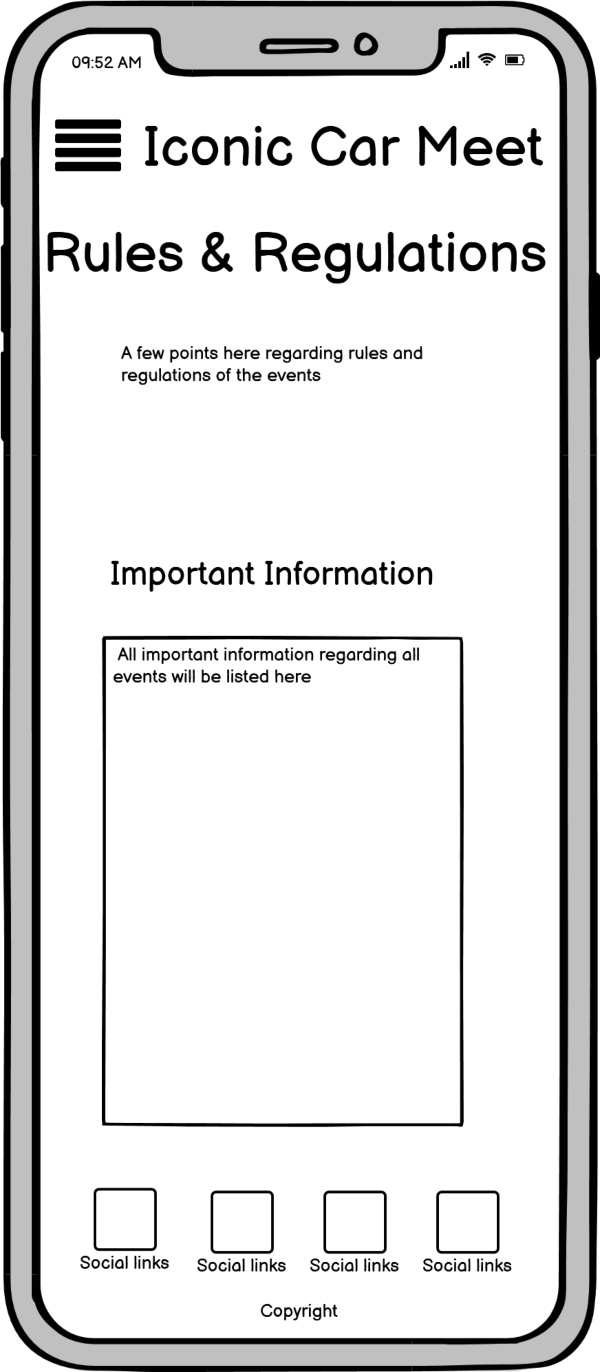 09:52 AM
Iconic Car Meet
Rules & Regulations
A few points here regarding rules and
regulations of the events
Important Information
All important information regarding all
events will be listed here
Social links Social links Social links Social links
Copyright